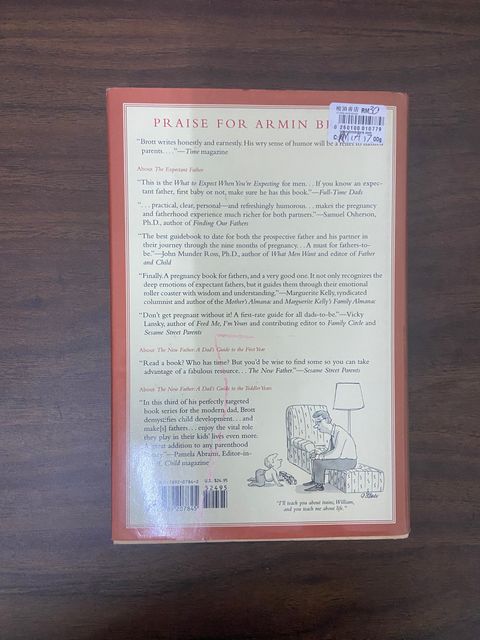 PRAISE FOR ARMIN
RM30
9260100010779
RM17
"Brott writes honestly and earnestly. His wry sense of humor will be a relief to
parents. . . ."—Time magazine
About The Expectant Father
"This is the What to Expect When You're Expecting for men. . . If you know an expec-
tant father, first baby or not, make sure he has this book."—Full-Time Dads
". . . practical, clear, personal—and refreshingly humorous. . .makes the pregnancy
and fatherhood experience much richer for both partners."—Samuel Osherson,
Ph.D., author of Finding Our Fathers
"The best guidebook to date for both the prospective father and his partner in
their journey through the nine months of pregnancy. . .A must for fathers-to-
be."—John Munder Ross, Ph.D., author of What Men Want and editor of Father
and Child
"Finally. A pregnancy book for fathers, and a very good one. It not only recognizes the
deep emotions of expectant fathers, but it guides them through their emotional
roller coaster with wisdom and understanding."—Marguerite Kelly, syndicated
columnist and author of the Mother's Almanac and Marguerite Kelly's Family Almanac
"Don't get pregnant without it! A first-rate guide for all dads-to-be."—Vicky
Lansky, author of Feed Me, I'm Yours and contributing editor to Family Circle and
Sesame Street Parents
About The New Father: A Dad's Guide to the First Year
"Read a book? Who has time? But you'd be wise to find some so you can take
advantage of a fabulous resource. . . The New Father."—Sesame Street Parents
About The New Father: A Dad's Guide to the Toddler Years
"In this third of his perfectly targeted
book series for the modern dad, Brott
demystifies child development. . .and
make[s] fathers. . . enjoy the vital role
they play in their kids' lives even more.
great addition to any parenthood
—Pamela Abrams, Editor-in-
Child magazine
7892-0784-2 U.S. $24.95
52495
"I'll teach you about trains, William,
and you teach me about life."